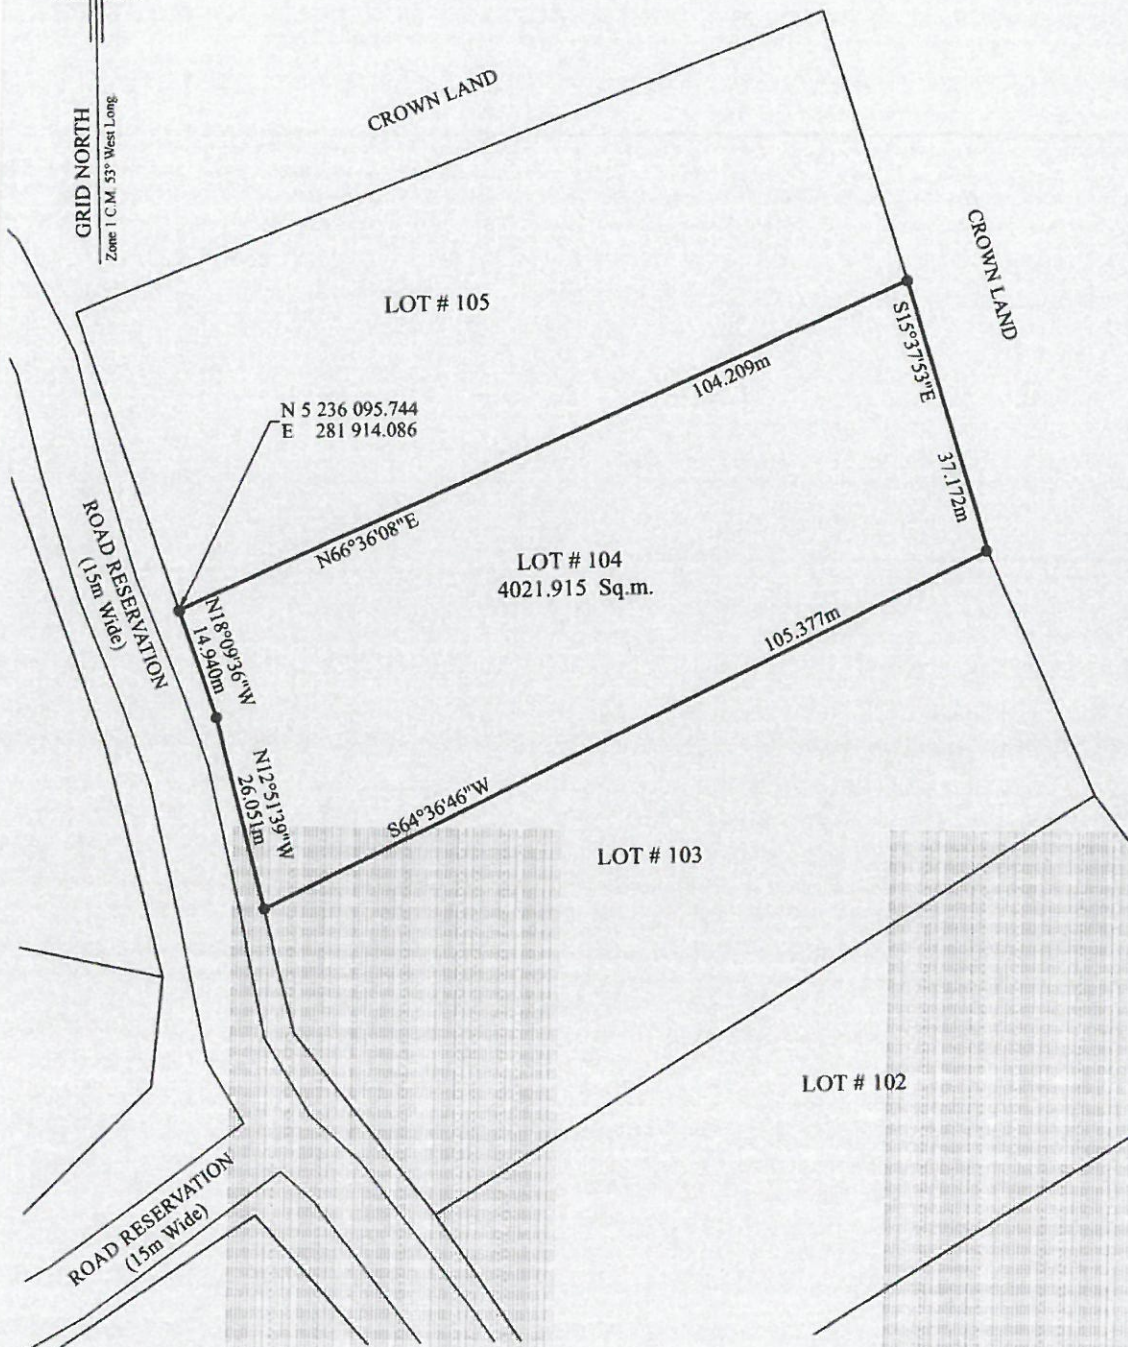 GRID NORTH
Zone 1 C.M. 53° West Long.
CROWN LAND
CROWN LAND
LOT # 105
N 5 236 095.744
E 281 914.086
N66°36'08"E
104.209m
S15°37'53"E
37.172m
LOT # 104
4021.915 Sq.m.
ROAD RESERVATION
(15m Wide)
N18°09'36"W
14.940m
N12°51'39"W
26.051m
S64°36'46"W
105.377m
LOT # 103
LOT # 102
ROAD RESERVATION
(15m Wide)